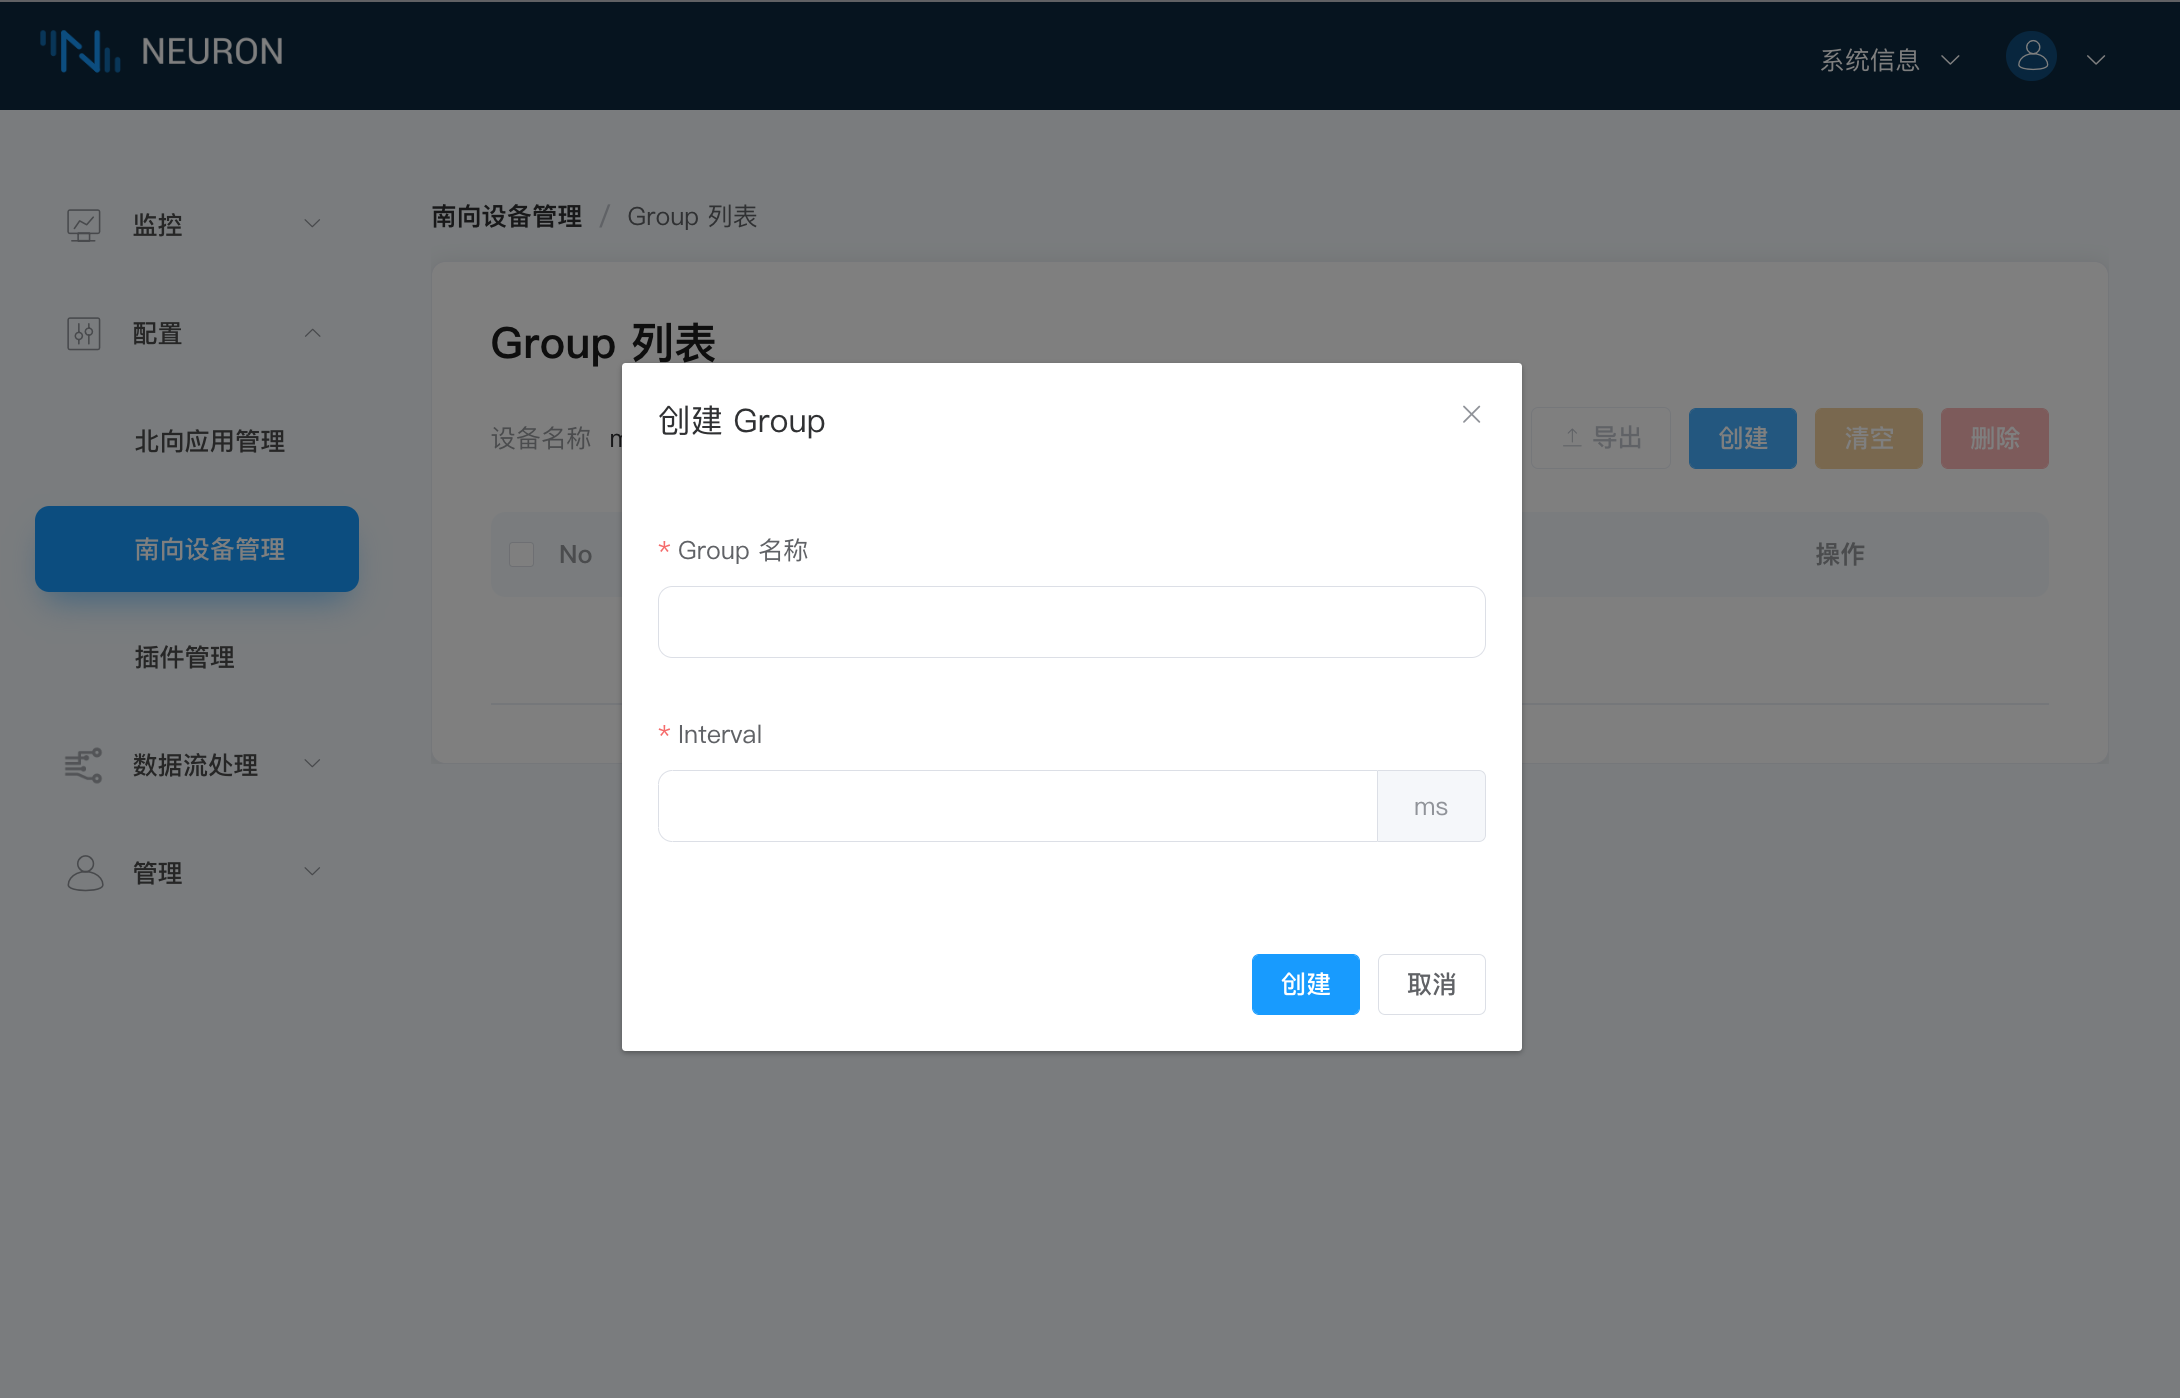 NEURON
系统信息
监控
配置
北向应用管理
南向设备管理
插件管理
数据流处理
管理
南向设备管理 / Group 列表
Group 列表
设备名称
导出
创建
清空
删除
No
操作
创建 Group
* Group 名称
* Interval
ms
创建
取消